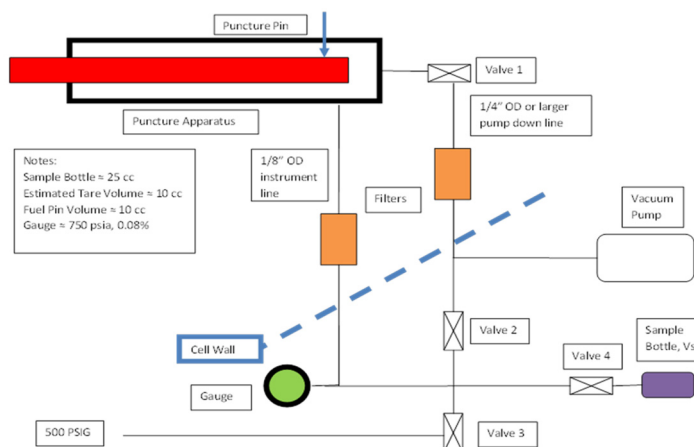 Puncture Pin
Valve 1
Puncture Apparatus
1/4" OD or larger
pump down line
Notes:
Sample Bottle ≈ 25 cc
Estimated Tare Volume ≈ 10 cc
Fuel Pin Volume ≈ 10 cc
Gauge ≈ 750 psia, 0.08%
1/8" OD
instrument
line
Filters
Vacuum
Pump
Cell Wall
Valve 2
Valve 4
Sample
Bottle, Vs
Gauge
500 PSIG
Valve 3